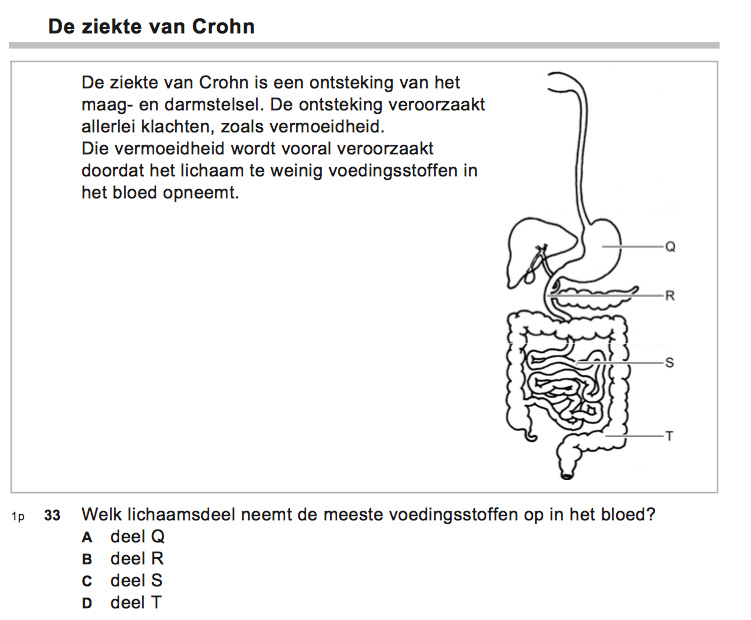 De ziekte van Crohn
De ziekte van Crohn is een ontsteking van het
maag- en darmstelsel. De ontsteking veroorzaakt
allerlei klachten, zoals vermoeidheid.
Die vermoeidheid wordt vooral veroorzaakt
doordat het lichaam te weinig voedingsstoffen in
het bloed opneemt.
Q
R
S
T
1p 33 Welk lichaamsdeel neemt de meeste voedingsstoffen op in het bloed?
A deel Q
B deel R
C deel S
D deel T